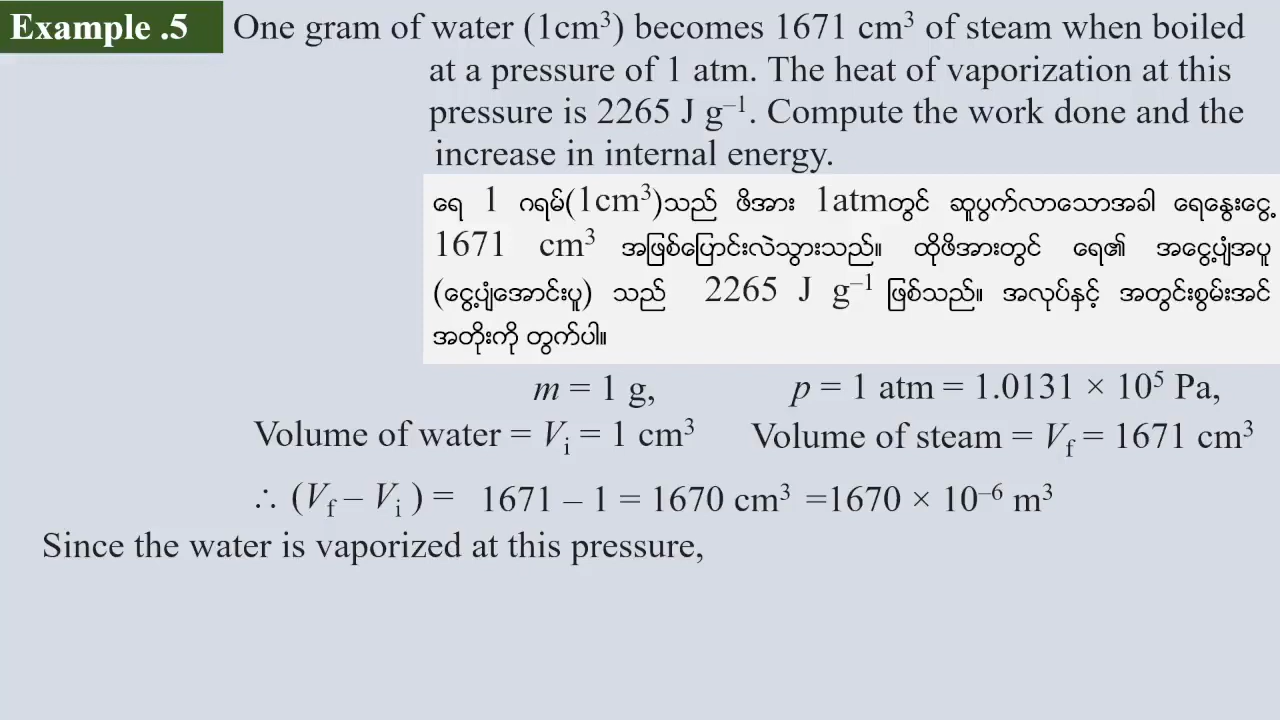 Example .5 One gram of water (1cm³) becomes 1671 cm³ of steam when boiled
at a pressure of 1 atm. The heat of vaporization at this
pressure is 2265 J g⁻¹. Compute the work done and the
increase in internal energy.
ရေ 1 ဂရမ်(1cm³)သည် ဖိအား 1atmတွင် ဆူပွက်လာသောအခါ ရေနွေးငွေ့
1671 cm³ အဖြစ်ပြောင်းလဲသွားသည်။ ထိုဖိအားတွင် ရေ၏ အငွေ့ပျံအပူ
(ငွေ့ပျံအောင်းပူ) သည် 2265 J g⁻¹ ဖြစ်သည်။ အလုပ်နှင့် အတွင်းစွမ်းအင်
အတိုးကို တွက်ပါ။
m = 1 g, p = 1 atm = 1.0131 × 10⁵ Pa,
Volume of water = Vᵢ = 1 cm³ Volume of steam = V_f = 1671 cm³
∴ (V_f – Vᵢ ) = 1671 – 1 = 1670 cm³ =1670 × 10⁻⁶ m³
Since the water is vaporized at this pressure,